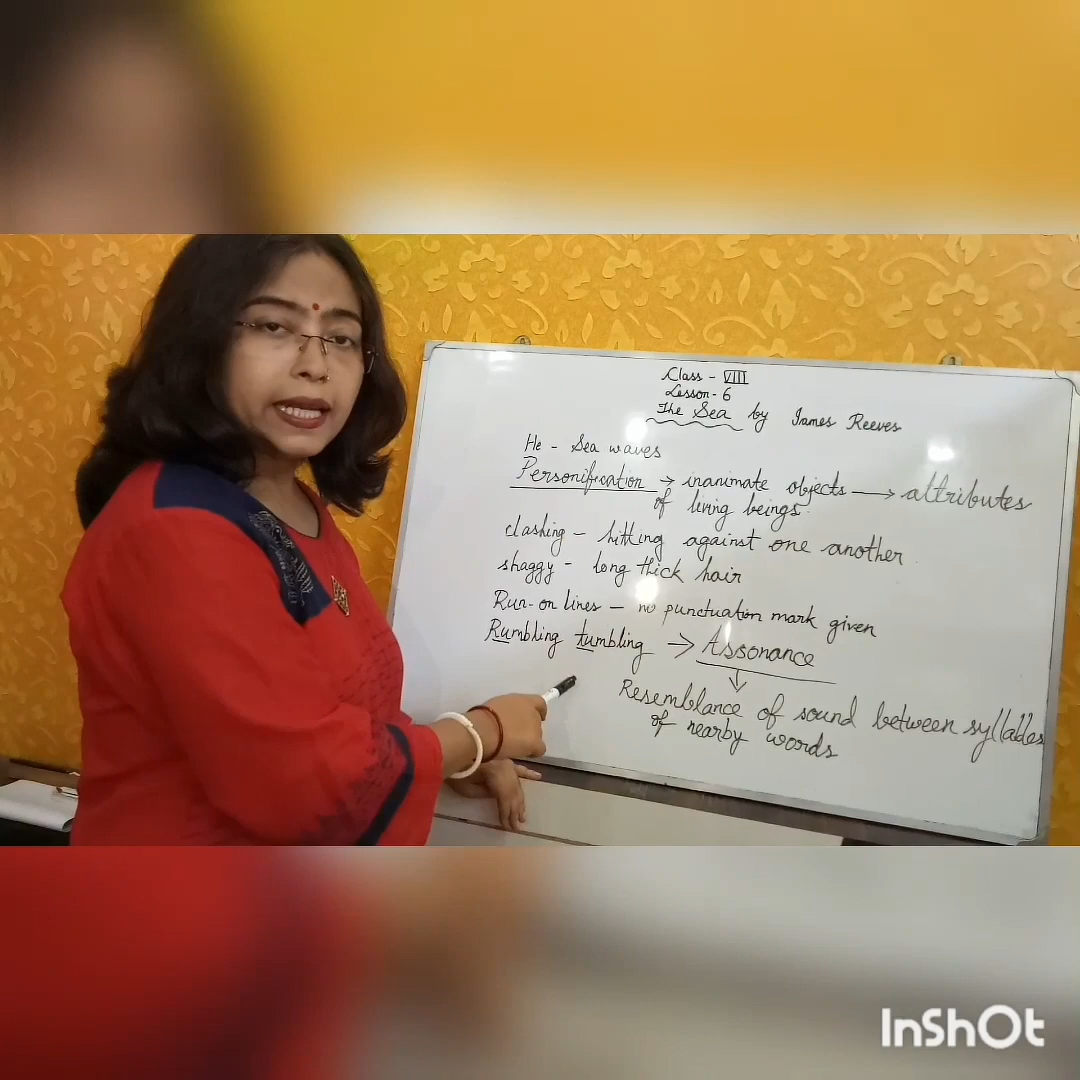 Class - VIII
Lesson - 6
The Sea by James Reeves
He - Sea waves
Personification → inanimate objects → attributes
of living beings.
clashing - hitting against one another.
shaggy - long thick hair
Run-on lines - no punctuation mark given
Rumbling tumbling → Assonance
Resemblance of sound between syllables
of nearby words
InShOt